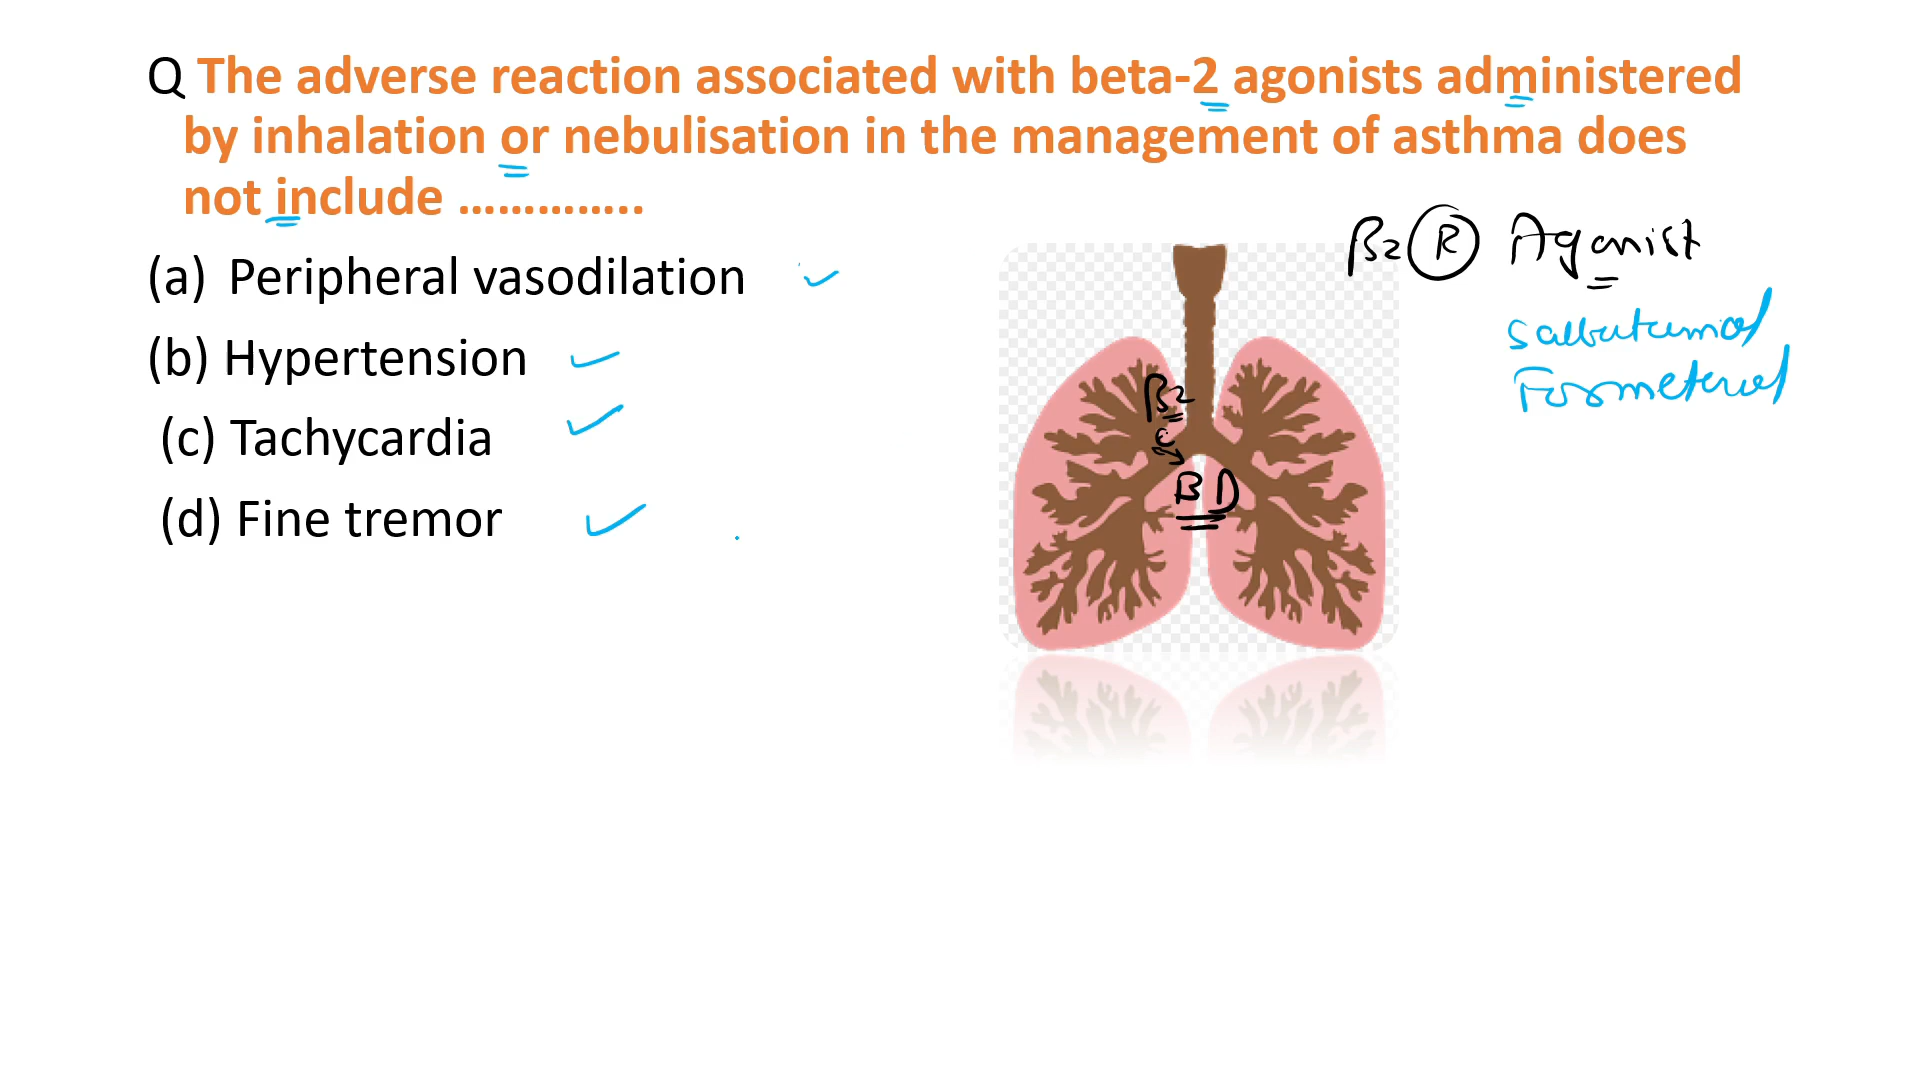 Q The adverse reaction associated with beta-2 agonists administered
by inhalation or nebulisation in the management of asthma does
not include …………..
(a) Peripheral vasodilation
(b) Hypertension
(c) Tachycardia
(d) Fine tremor
β2 R Agonist
Salbutamol
Formeterol
β2
BD